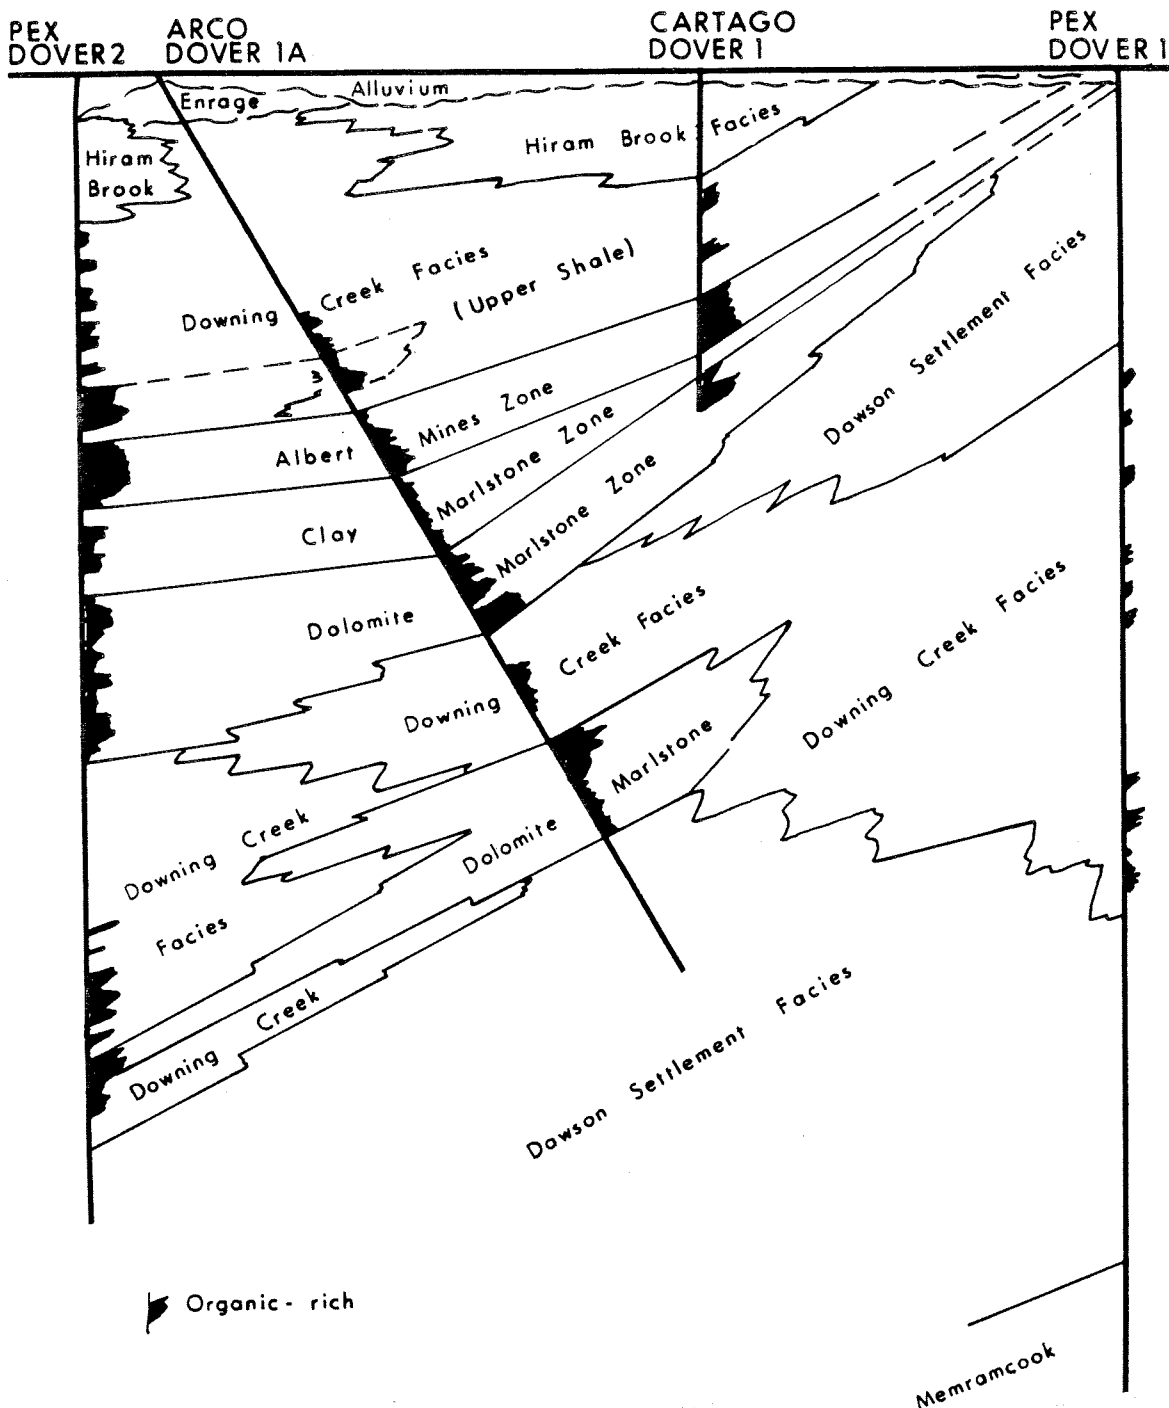 PEX
DOVER 2
ARCO
DOVER 1A
CARTAGO
DOVER 1
PEX
DOVER 1
Alluvium
Enrage
Hiram Brook Facies
Hiram
Brook
Downing Creek Facies
(Upper Shale)
Albert Mines Zone
Clay Marlstone Zone
Dolomite Marlstone Zone
Dawson Settlement Facies
Downing Creek Facies
Downing Creek Facies
Dolomite Marlstone
Downing Creek
Facies
Downing Creek
Dawson Settlement Facies
Organic-rich
Memramcook